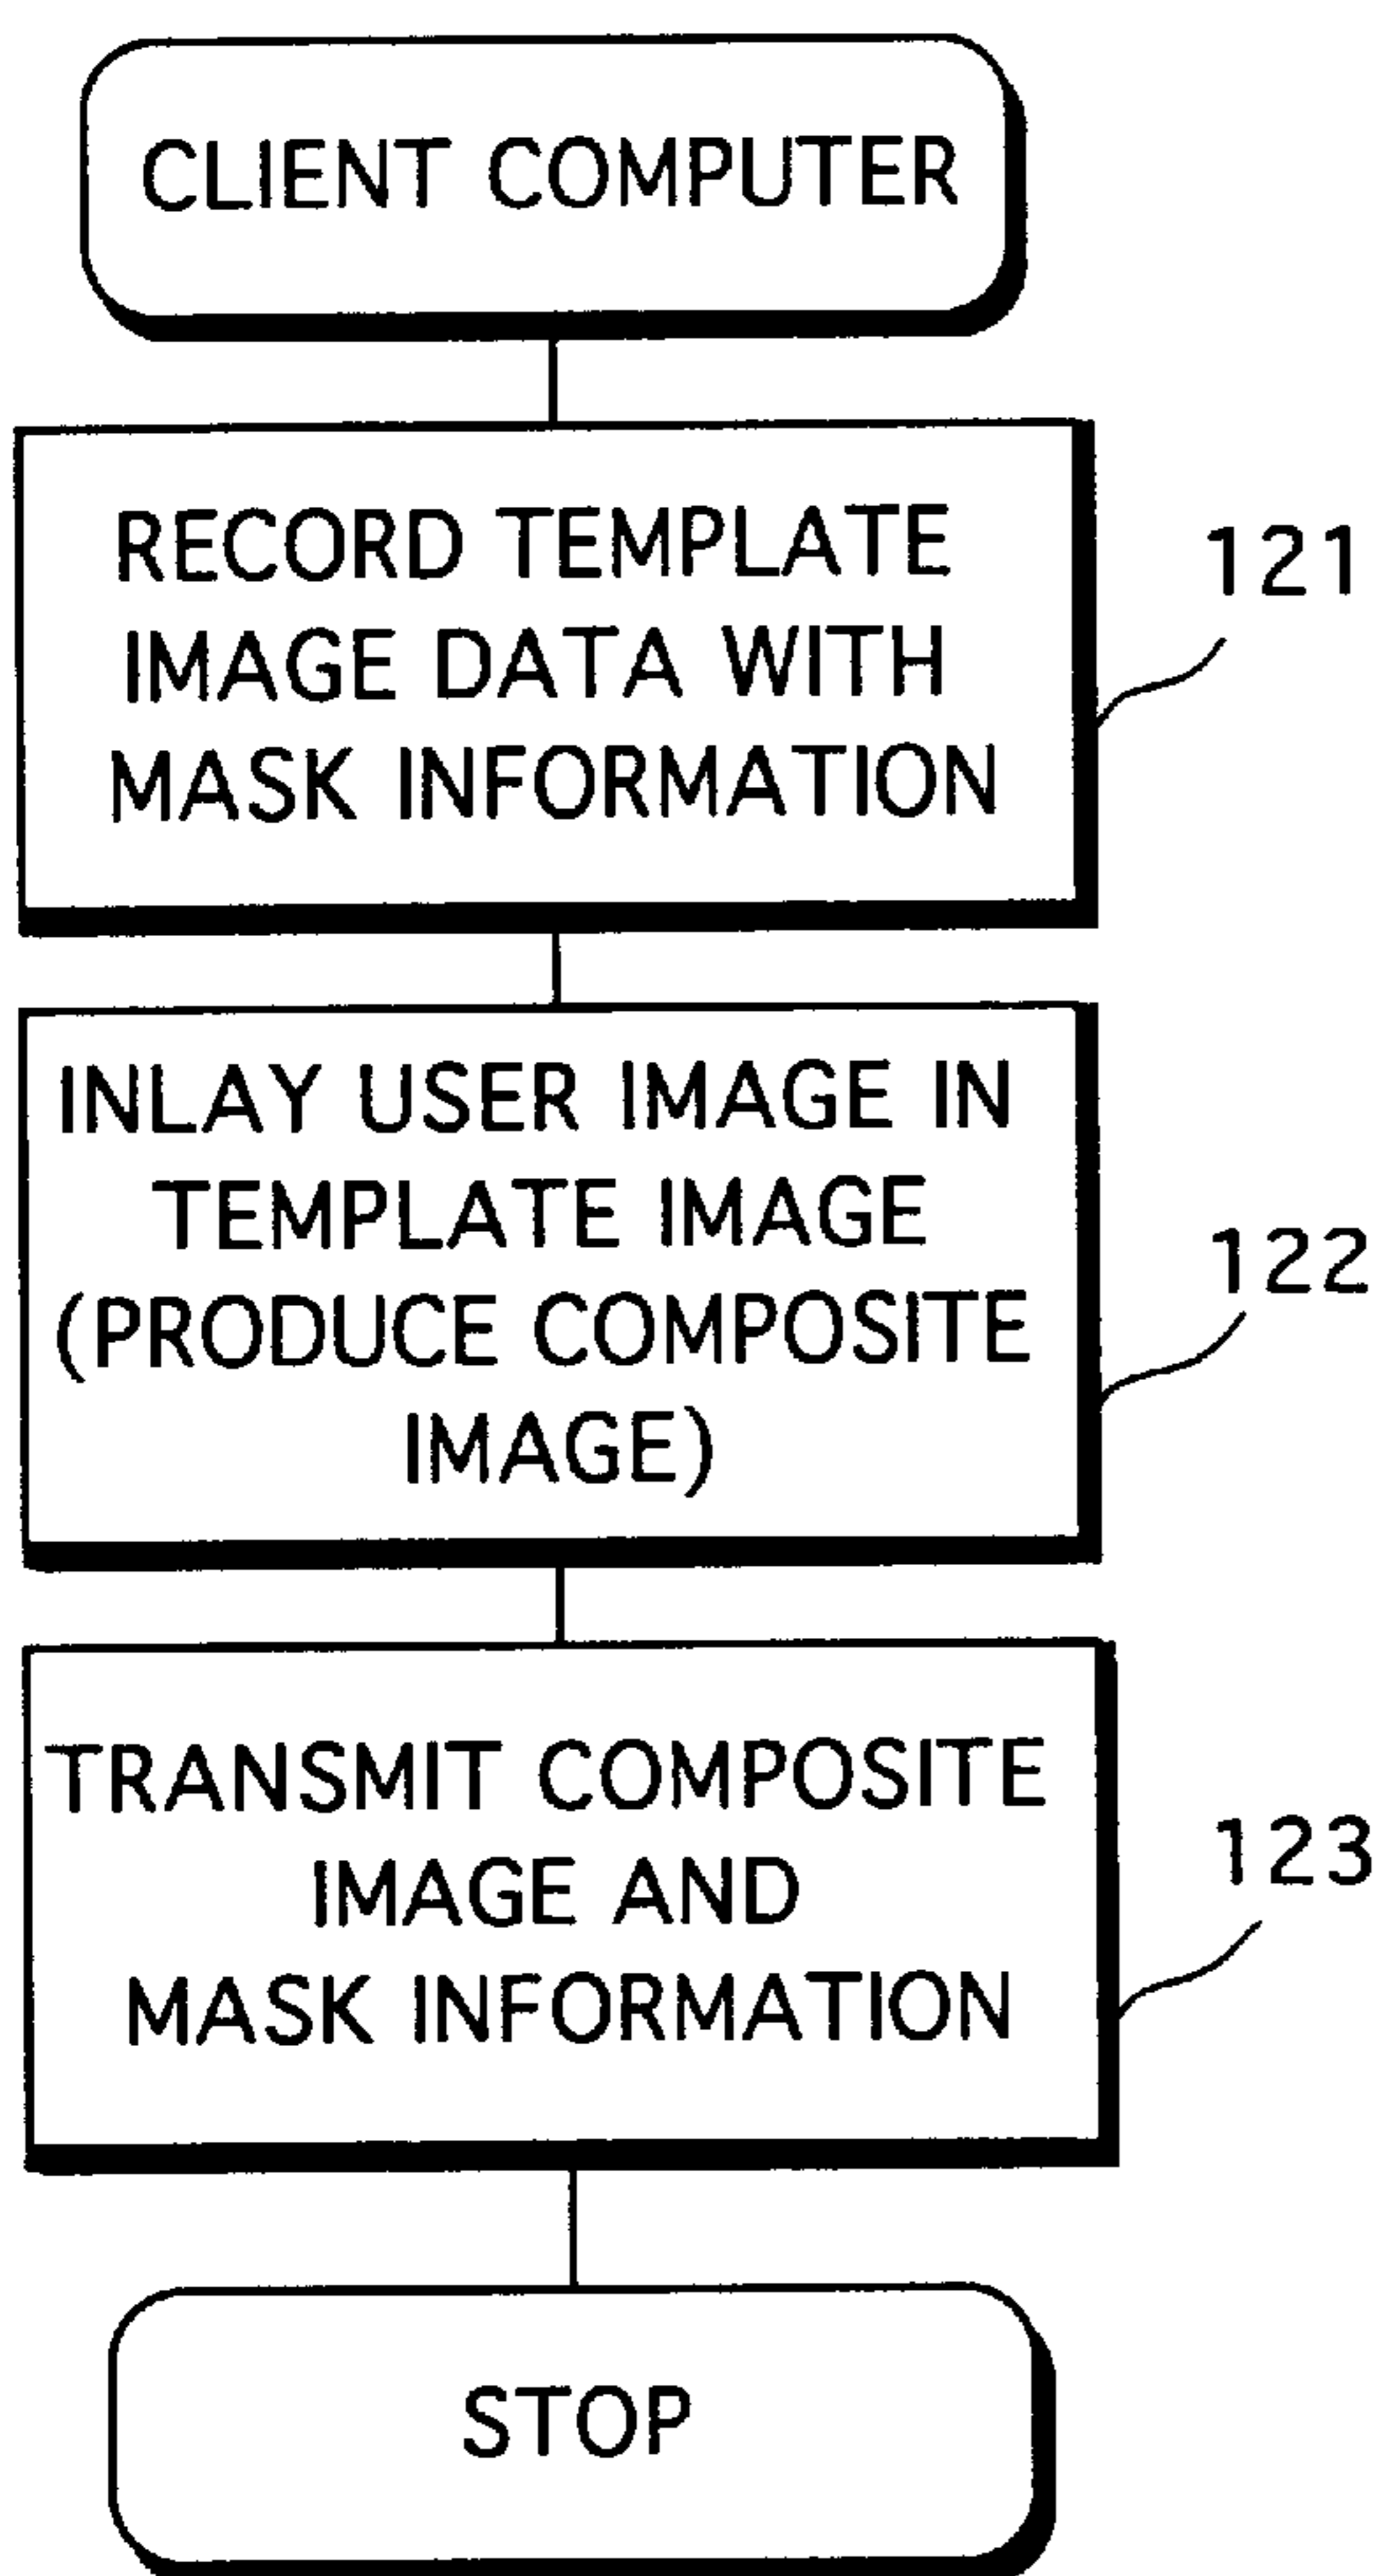 CLIENT COMPUTER
RECORD TEMPLATE
IMAGE DATA WITH
MASK INFORMATION
121
INLAY USER IMAGE IN
TEMPLATE IMAGE
(PRODUCE COMPOSITE
IMAGE)
122
TRANSMIT COMPOSITE
IMAGE AND
MASK INFORMATION
123
STOP